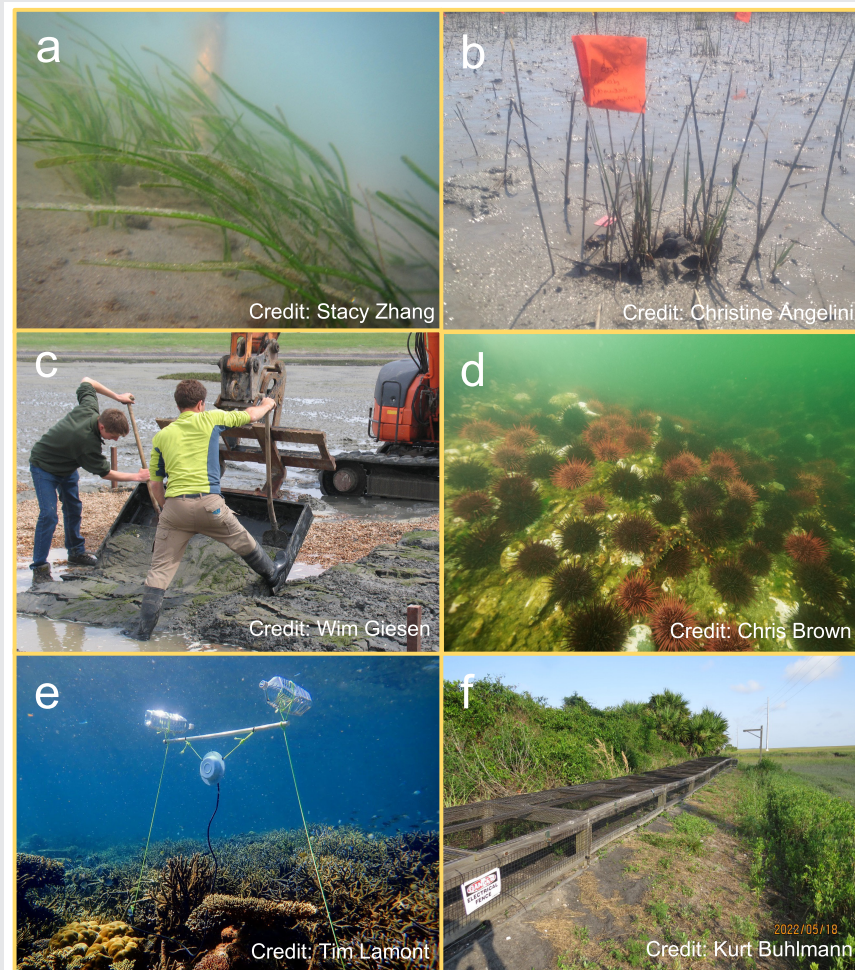 a
Credit: Stacy Zhang
b
Credit: Christine Angelini
c
Credit: Wim Giesen
d
Credit: Chris Brown
e
Credit: Tim Lamont
f
DANGER
ELECTRICAL
FENCE
2022/05/18
Credit: Kurt Buhlmann